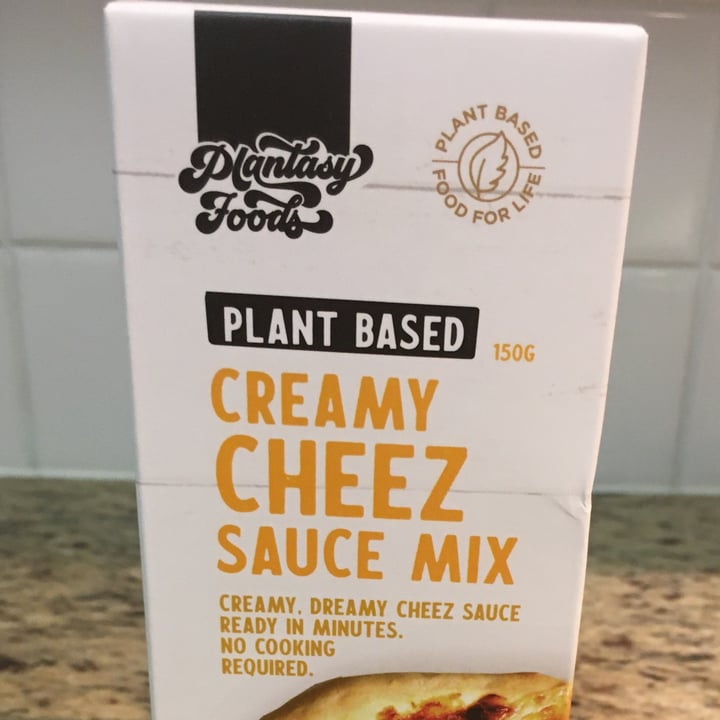 Plantasy
Foods
PLANT BASED
FOOD FOR LIFE
PLANT BASED
150G
CREAMY
CHEEZ
SAUCE MIX
CREAMY, DREAMY CHEEZ SAUCE
READY IN MINUTES.
NO COOKING
REQUIRED.